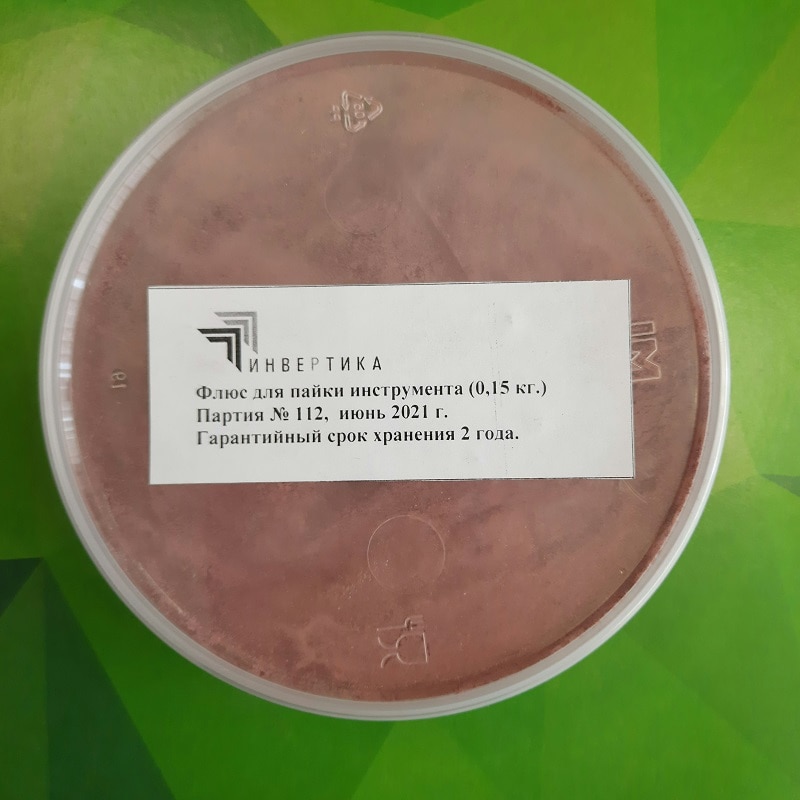 ИНВЕРТИКА
Флюс для пайки инструмента (0,15 кг.)
Партия № 112, июнь 2021 г.
Гарантийный срок хранения 2 года.